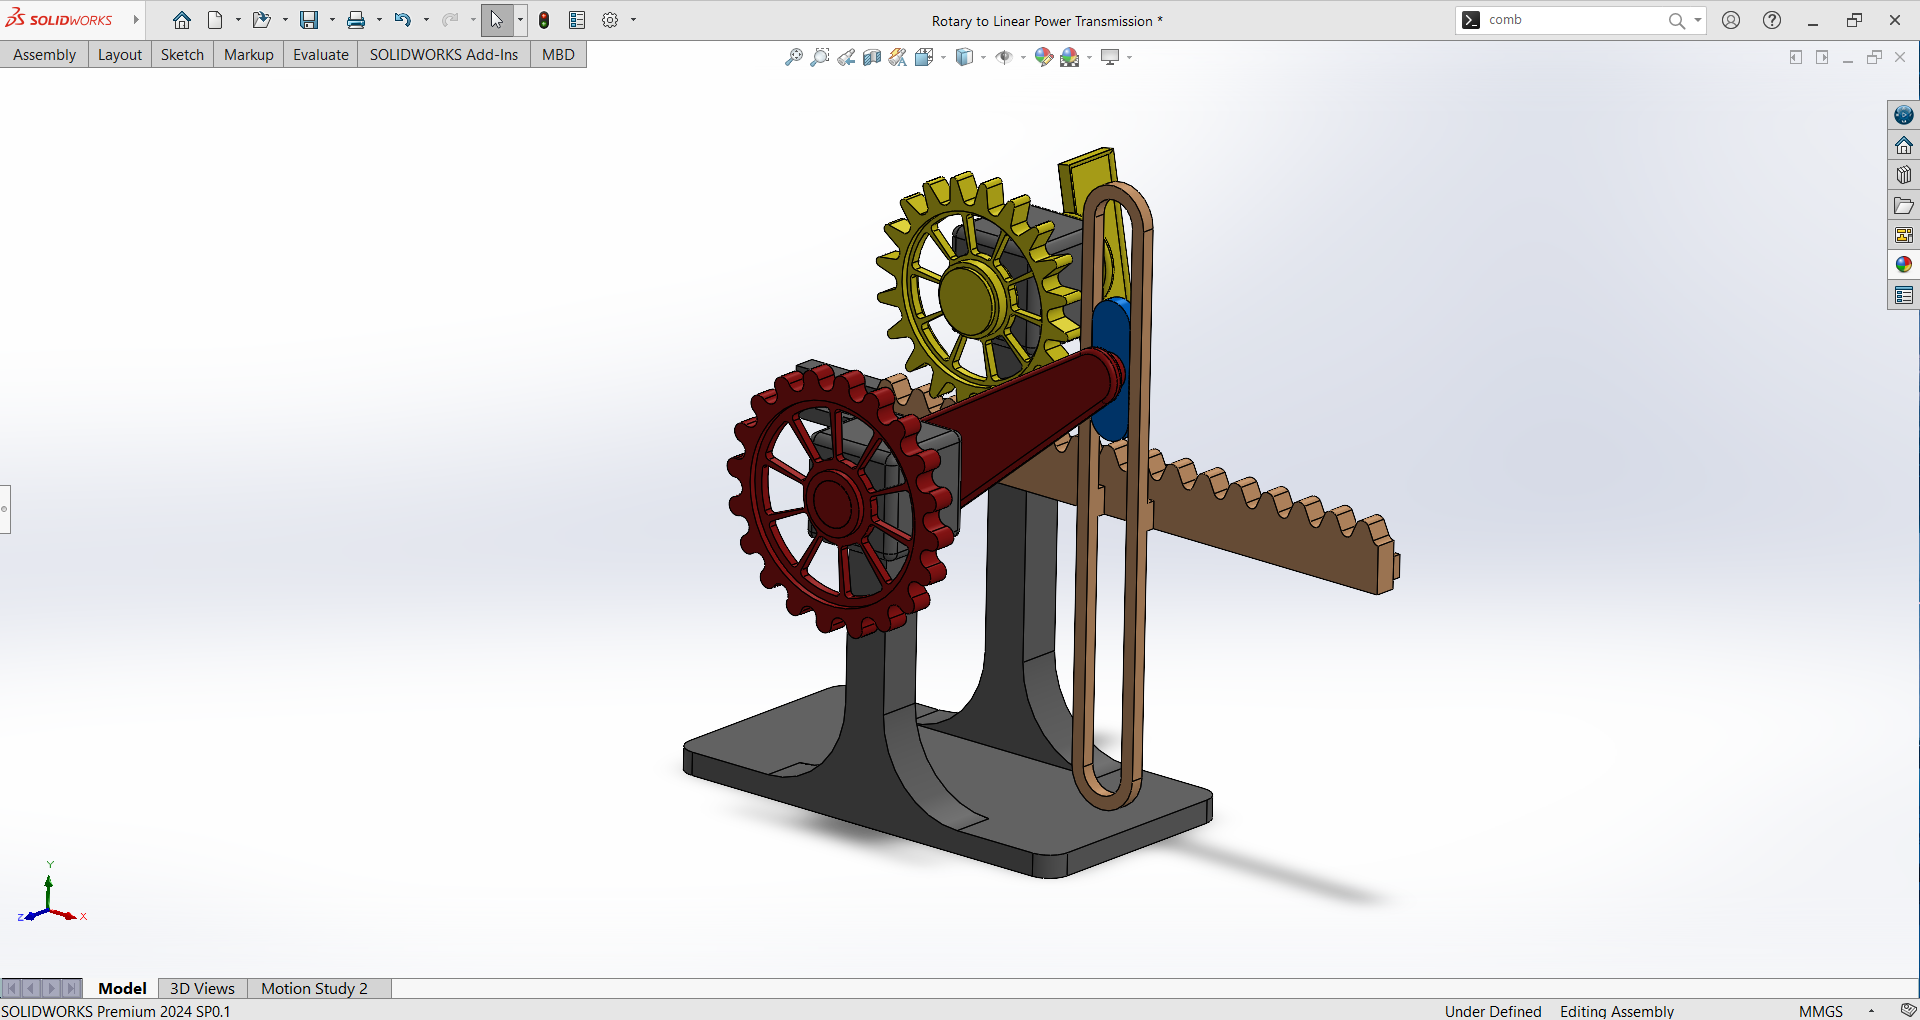 SOLIDWORKS
Rotary to Linear Power Transmission *
comb
Assembly
Layout
Sketch
Markup
Evaluate
SOLIDWORKS Add-Ins
MBD
Y
Z
X
Model
3D Views
Motion Study 2
SOLIDWORKS Premium 2024 SP0.1
Under Defined
Editing Assembly
MMGS